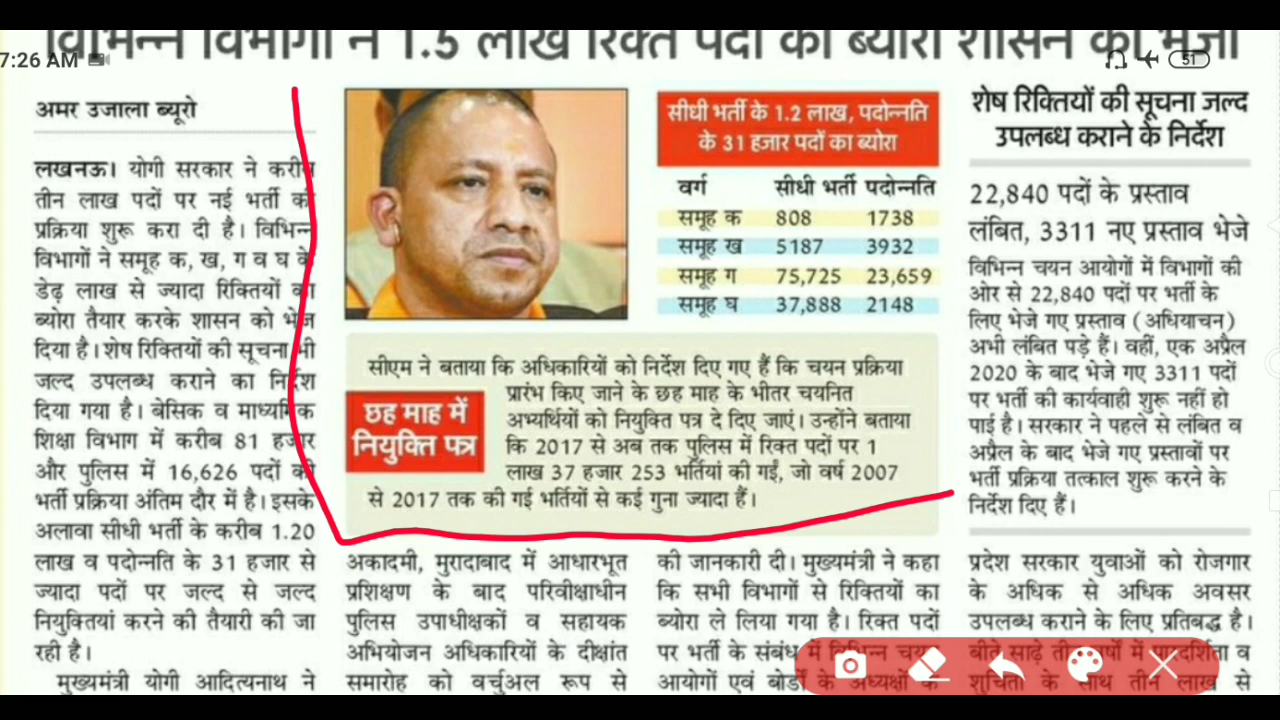 विभिन्न विभागों ने 1.5 लाख रिक्त पदों का ब्योरा शासन को भेजा
7:26 AM
51
अमर उजाला ब्यूरो
लखनऊ। योगी सरकार ने करीब
तीन लाख पदों पर नई भर्ती की
प्रक्रिया शुरू करा दी है। विभिन्न
विभागों ने समूह क, ख, ग व घ के
डेढ़ लाख से ज्यादा रिक्तियों का
ब्योरा तैयार करके शासन को भेज
दिया है। शेष रिक्तियों की सूचना भी
जल्द उपलब्ध कराने का निर्देश
दिया गया है। बेसिक व माध्यमिक
शिक्षा विभाग में करीब 81 हजार
और पुलिस में 16,626 पदों की
भर्ती प्रक्रिया अंतिम दौर में है। इसके
अलावा सीधी भर्ती के करीब 1.20
लाख व पदोन्नति के 31 हजार से
ज्यादा पदों पर जल्द से जल्द
नियुक्तियां करने की तैयारी की जा
रही है।
मुख्यमंत्री योगी आदित्यनाथ ने
सीधी भर्ती के 1.2 लाख, पदोन्नति
के 31 हजार पदों का ब्योरा
वर्ग सीधी भर्ती पदोन्नति
समूह क 808 1738
समूह ख 5187 3932
समूह ग 75,725 23,659
समूह घ 37,888 2148
छह माह में
नियुक्ति पत्र
सीएम ने बताया कि अधिकारियों को निर्देश दिए गए हैं कि चयन प्रक्रिया
प्रारंभ किए जाने के छह माह के भीतर चयनित
अभ्यर्थियों को नियुक्ति पत्र दे दिए जाएं। उन्होंने बताया
कि 2017 से अब तक पुलिस में रिक्त पदों पर 1
लाख 37 हजार 253 भर्तियां की गईं, जो वर्ष 2007
से 2017 तक की गई भर्तियों से कई गुना ज्यादा हैं।
अकादमी, मुरादाबाद में आधारभूत
प्रशिक्षण के बाद परिवीक्षाधीन
पुलिस उपाधीक्षकों व सहायक
अभियोजन अधिकारियों के दीक्षांत
समारोह को वर्चुअल रूप से
की जानकारी दी। मुख्यमंत्री ने कहा
कि सभी विभागों से रिक्तियों का
ब्योरा ले लिया गया है। रिक्त पदों
पर भर्ती के संबंध में विभिन्न चयन
आयोगों एवं बोर्डों के अध्यक्षों के
शेष रिक्तियों की सूचना जल्द
उपलब्ध कराने के निर्देश
22,840 पदों के प्रस्ताव
लंबित, 3311 नए प्रस्ताव भेजे
विभिन्न चयन आयोगों में विभागों की
ओर से 22,840 पदों पर भर्ती के
लिए भेजे गए प्रस्ताव (अधियाचन)
अभी लंबित पड़े हैं। वहीं, एक अप्रैल
2020 के बाद भेजे गए 3311 पदों
पर भर्ती की कार्यवाही शुरू नहीं हो
पाई है। सरकार ने पहले से लंबित व
अप्रैल के बाद भेजे गए प्रस्तावों पर
भर्ती प्रक्रिया तत्काल शुरू करने के
निर्देश दिए हैं।
प्रदेश सरकार युवाओं को रोजगार
के अधिक से अधिक अवसर
उपलब्ध कराने के लिए प्रतिबद्ध है।
बीते साढ़े तीन वर्षों में पारदर्शिता व
शुचिता के साथ तीन लाख से